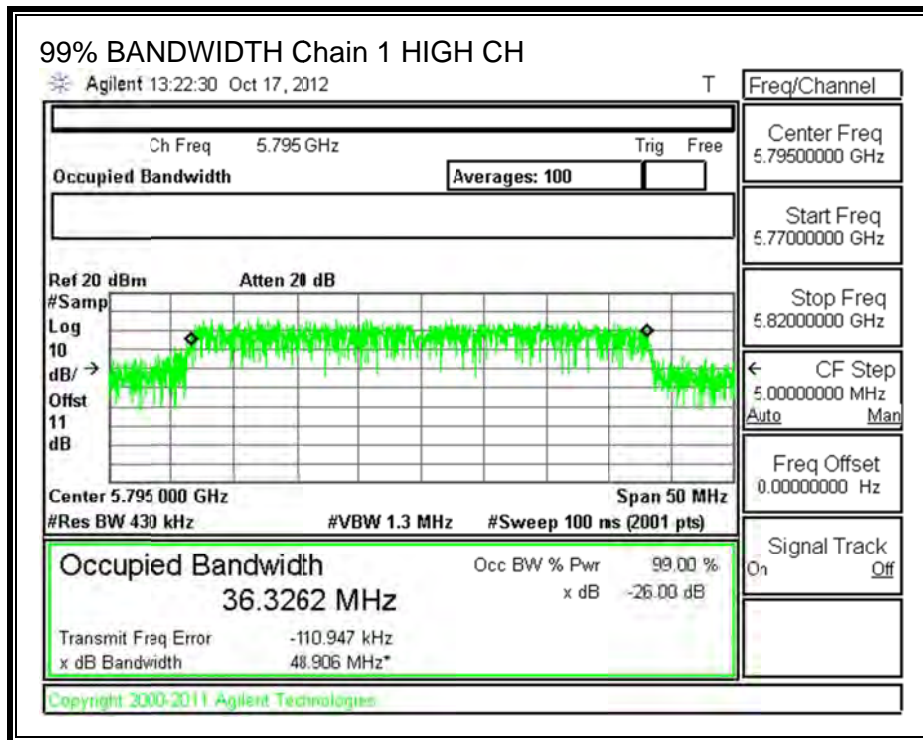 99% BANDWIDTH Chain 1 HIGH CH
Agilent 13:22:30 Oct 17, 2012 T
Freq/Channel
Ch Freq 5.795 GHz Trig Free
Occupied Bandwidth Averages: 100
Center Freq
5.79500000 GHz
Start Freq
5.77000000 GHz
Stop Freq
5.82000000 GHz
CF Step
5.00000000 MHz
Auto Man
Freq Offset
0.00000000 Hz
Signal Track
On Off
Ref 20 dBm Atten 20 dB
#Samp
Log
10
dB/
Offst
11
dB
Center 5.795 000 GHz Span 50 MHz
#Res BW 430 kHz #VBW 1.3 MHz #Sweep 100 ms (2001 pts)
Occupied Bandwidth Occ BW % Pwr 99.00 %
36.3262 MHz x dB -26.00 dB
Transmit Freq Error -110.947 kHz
x dB Bandwidth 48.906 MHz*
Copyright 2000-2011 Agilent Technologies